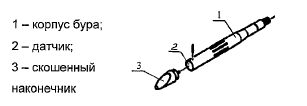 1 – корпус бура;
2 – датчик;
3 – скошенный
наконечник
1
2
3